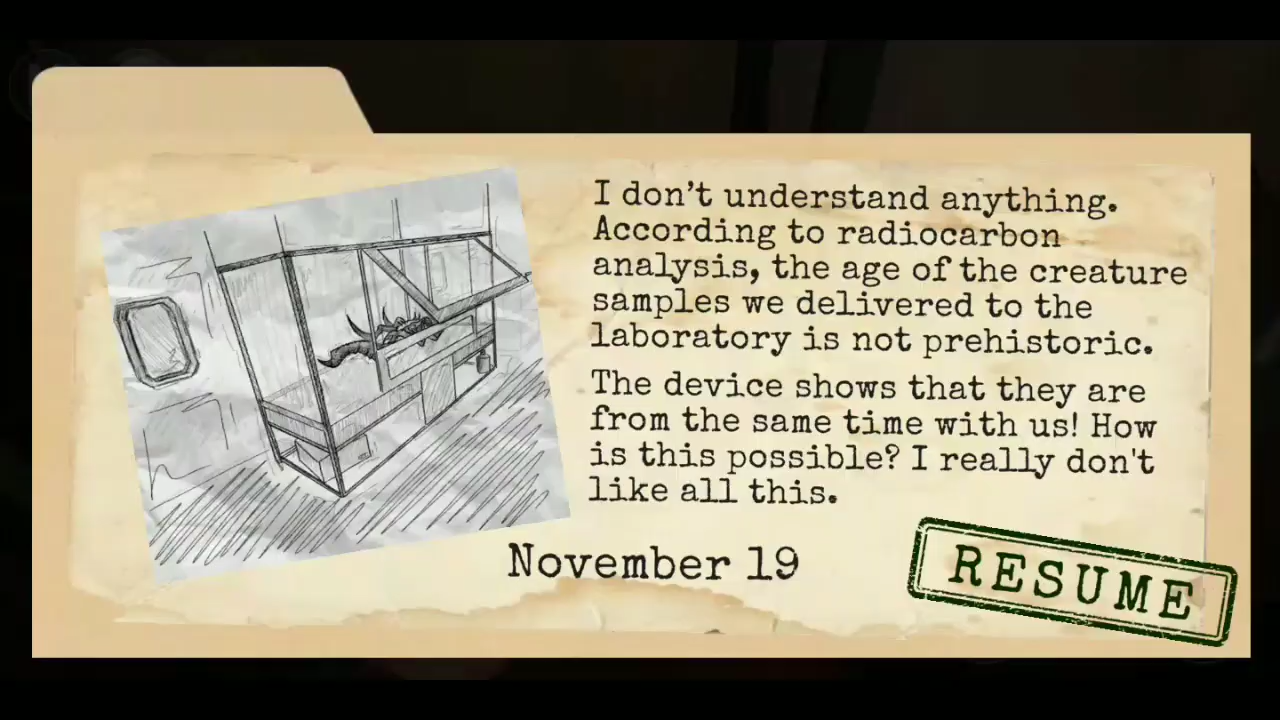 I don't understand anything.
According to radiocarbon
analysis, the age of the creature
samples we delivered to the
laboratory is not prehistoric.
The device shows that they are
from the same time with us! How
is this possible? I really don't
like all this.
November 19
RESUME